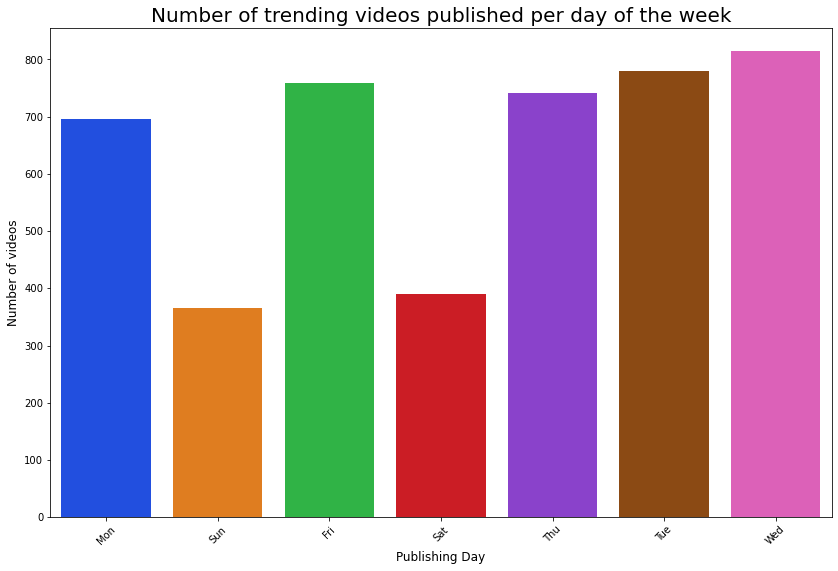 Number of trending videos published per day of the week
Number of videos
800
700
600
500
400
300
200
100
0
Mon
Sun
Fri
Sat
Thu
Tue
Wed
Publishing Day